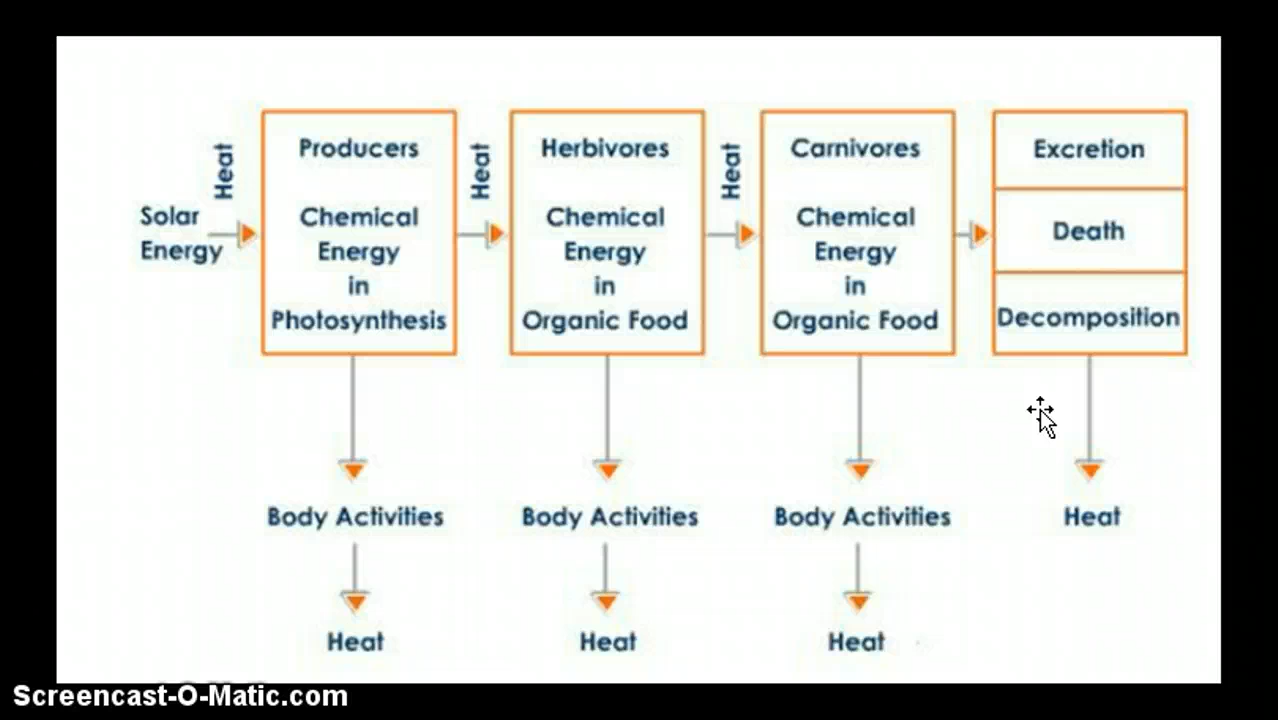 Heat
Solar
Energy
Producers
Chemical
Energy
in
Photosynthesis
Heat
Herbivores
Chemical
Energy
in
Organic Food
Heat
Carnivores
Chemical
Energy
in
Organic Food
Excretion
Death
Decomposition
Body Activities
Body Activities
Body Activities
Heat
Heat
Heat
Heat
Screencast-O-Matic.com